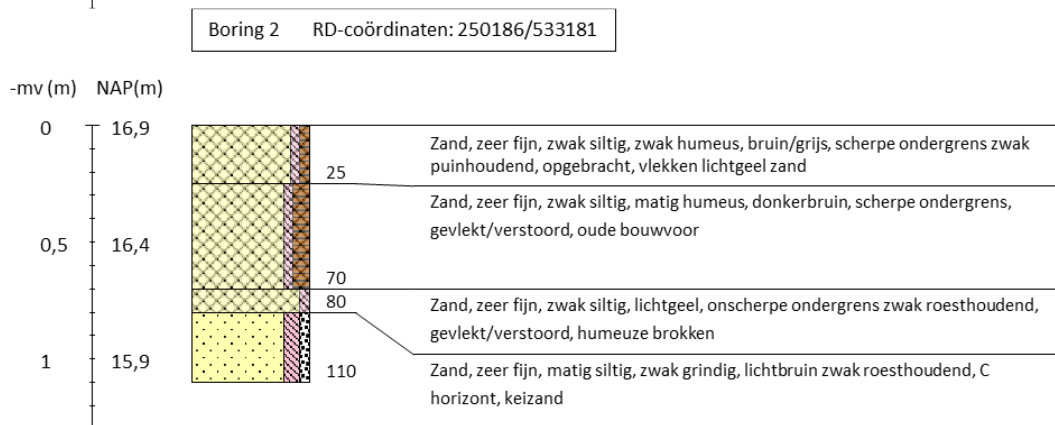 Boring 2 RD-coördinaten: 250186/533181
-mv (m) NAP(m)
0 16,9
Zand, zeer fijn, zwak siltig, zwak humeus, bruin/grijs, scherpe ondergrens zwak
puinhoudend, opgebracht, vlekken lichtgeel zand
25
Zand, zeer fijn, zwak siltig, matig humeus, donkerbruin, scherpe ondergrens,
gevlekt/verstoord, oude bouwvoor
0,5 16,4
70
80
Zand, zeer fijn, zwak siltig, lichtgeel, onscherpe ondergrens zwak roesthoudend,
gevlekt/verstoord, humeuze brokken
1 15,9
110
Zand, zeer fijn, matig siltig, zwak grindig, lichtbruin zwak roesthoudend, C
horizont, keizand